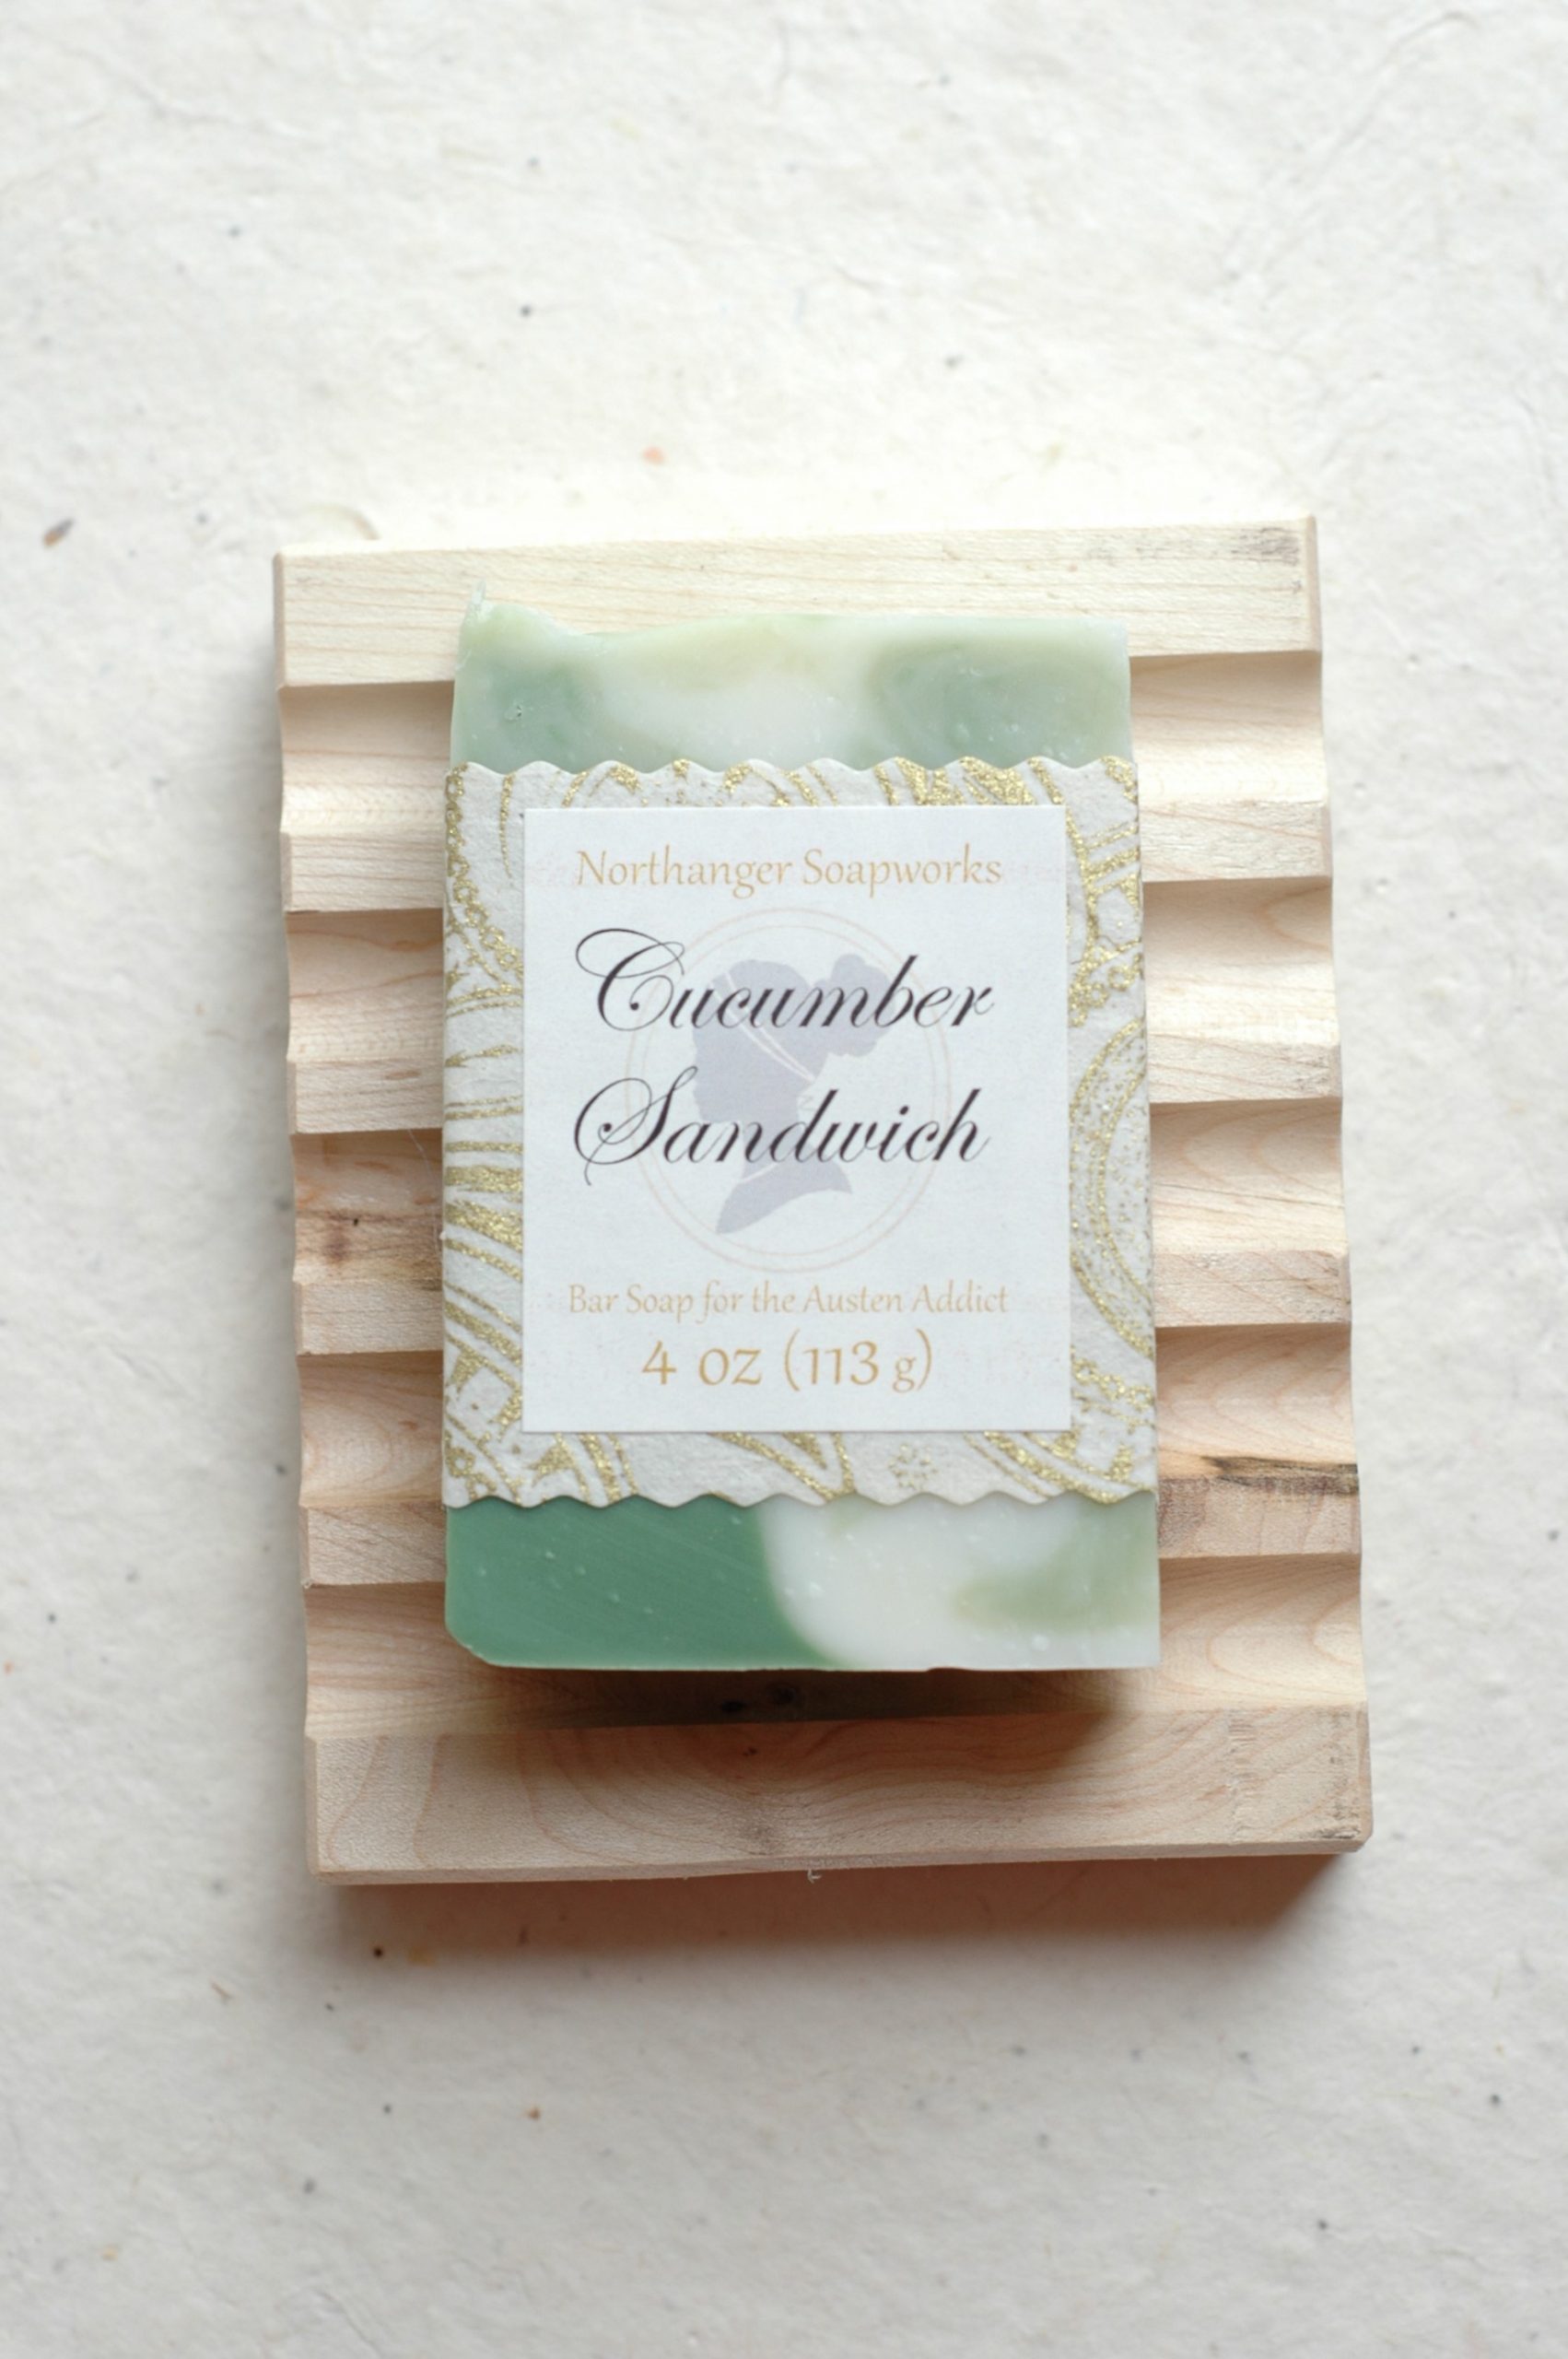 Northanger Soapworks
Cucumber
Sandwich
Bar Soap for the Austen Addict
4 oz (113 g)